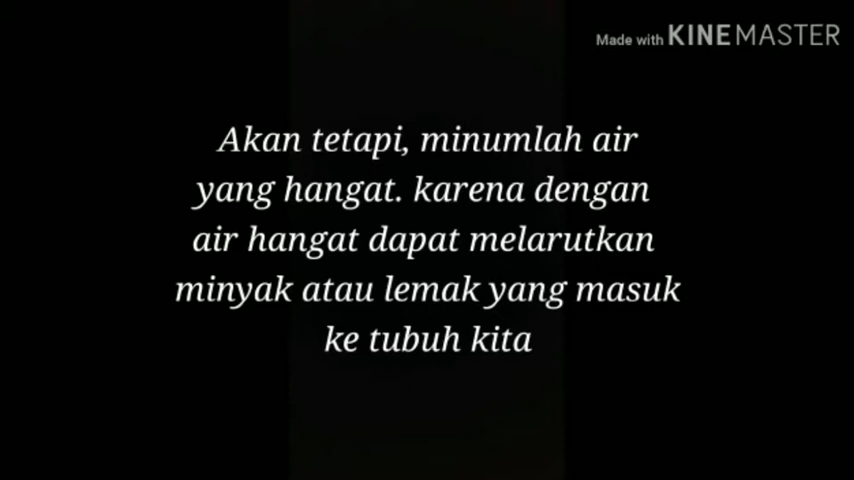 Made with KINEMASTER
Akan tetapi, minumlah air
yang hangat. karena dengan
air hangat dapat melarutkan
minyak atau lemak yang masuk
ke tubuh kita